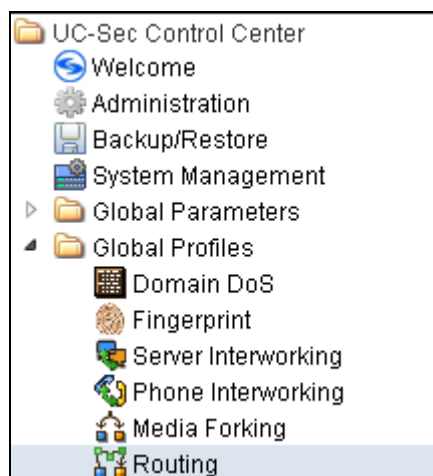 UC-Sec Control Center
Welcome
Administration
Backup/Restore
System Management
Global Parameters
Global Profiles
Domain DoS
Fingerprint
Server Interworking
Phone Interworking
Media Forking
Routing